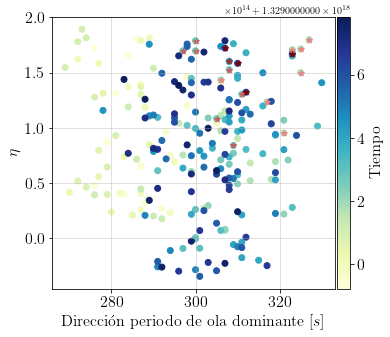 ×10¹⁴ + 1.3290000000 × 10¹⁸
2.0
1.5
1.0
0.5
0.0
η
280 300 320
Dirección periodo de ola dominante [s]
6
4
2
0
Tiempo